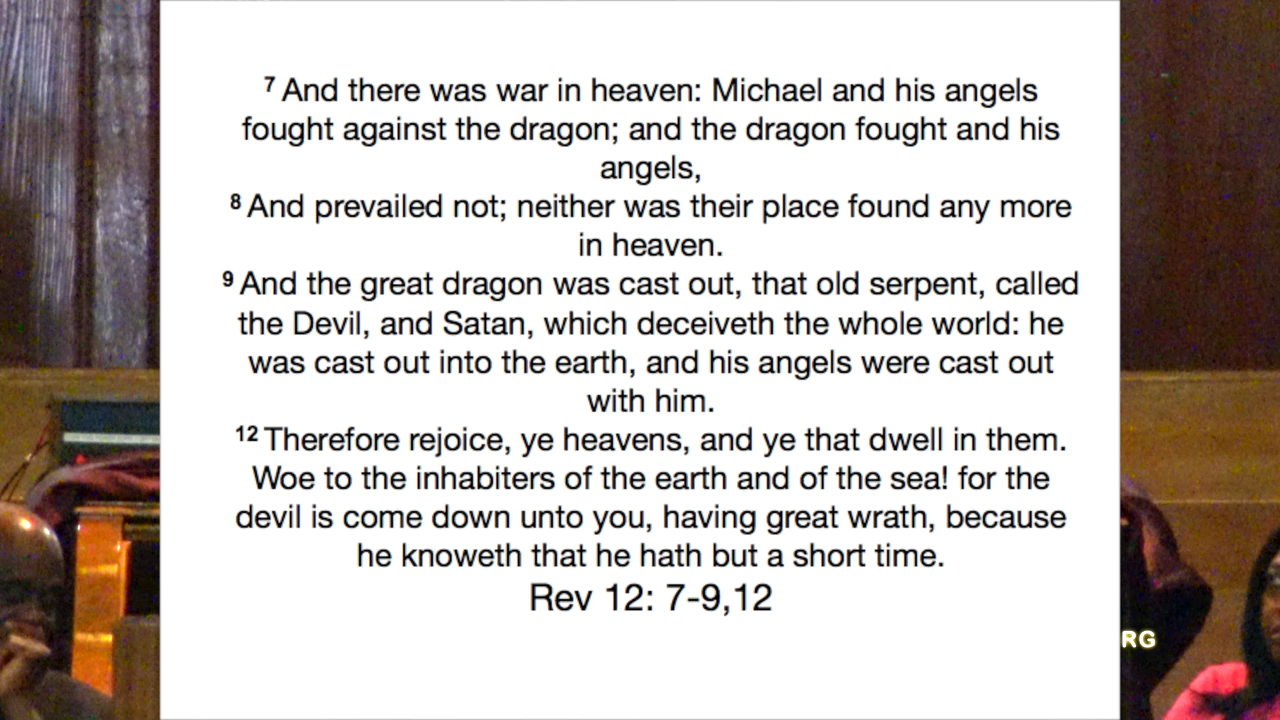 7 And there was war in heaven: Michael and his angels
fought against the dragon; and the dragon fought and his
angels,
8 And prevailed not; neither was their place found any more
in heaven.
9 And the great dragon was cast out, that old serpent, called
the Devil, and Satan, which deceiveth the whole world: he
was cast out into the earth, and his angels were cast out
with him.
12 Therefore rejoice, ye heavens, and ye that dwell in them.
Woe to the inhabiters of the earth and of the sea! for the
devil is come down unto you, having great wrath, because
he knoweth that he hath but a short time.
Rev 12: 7-9,12
RG